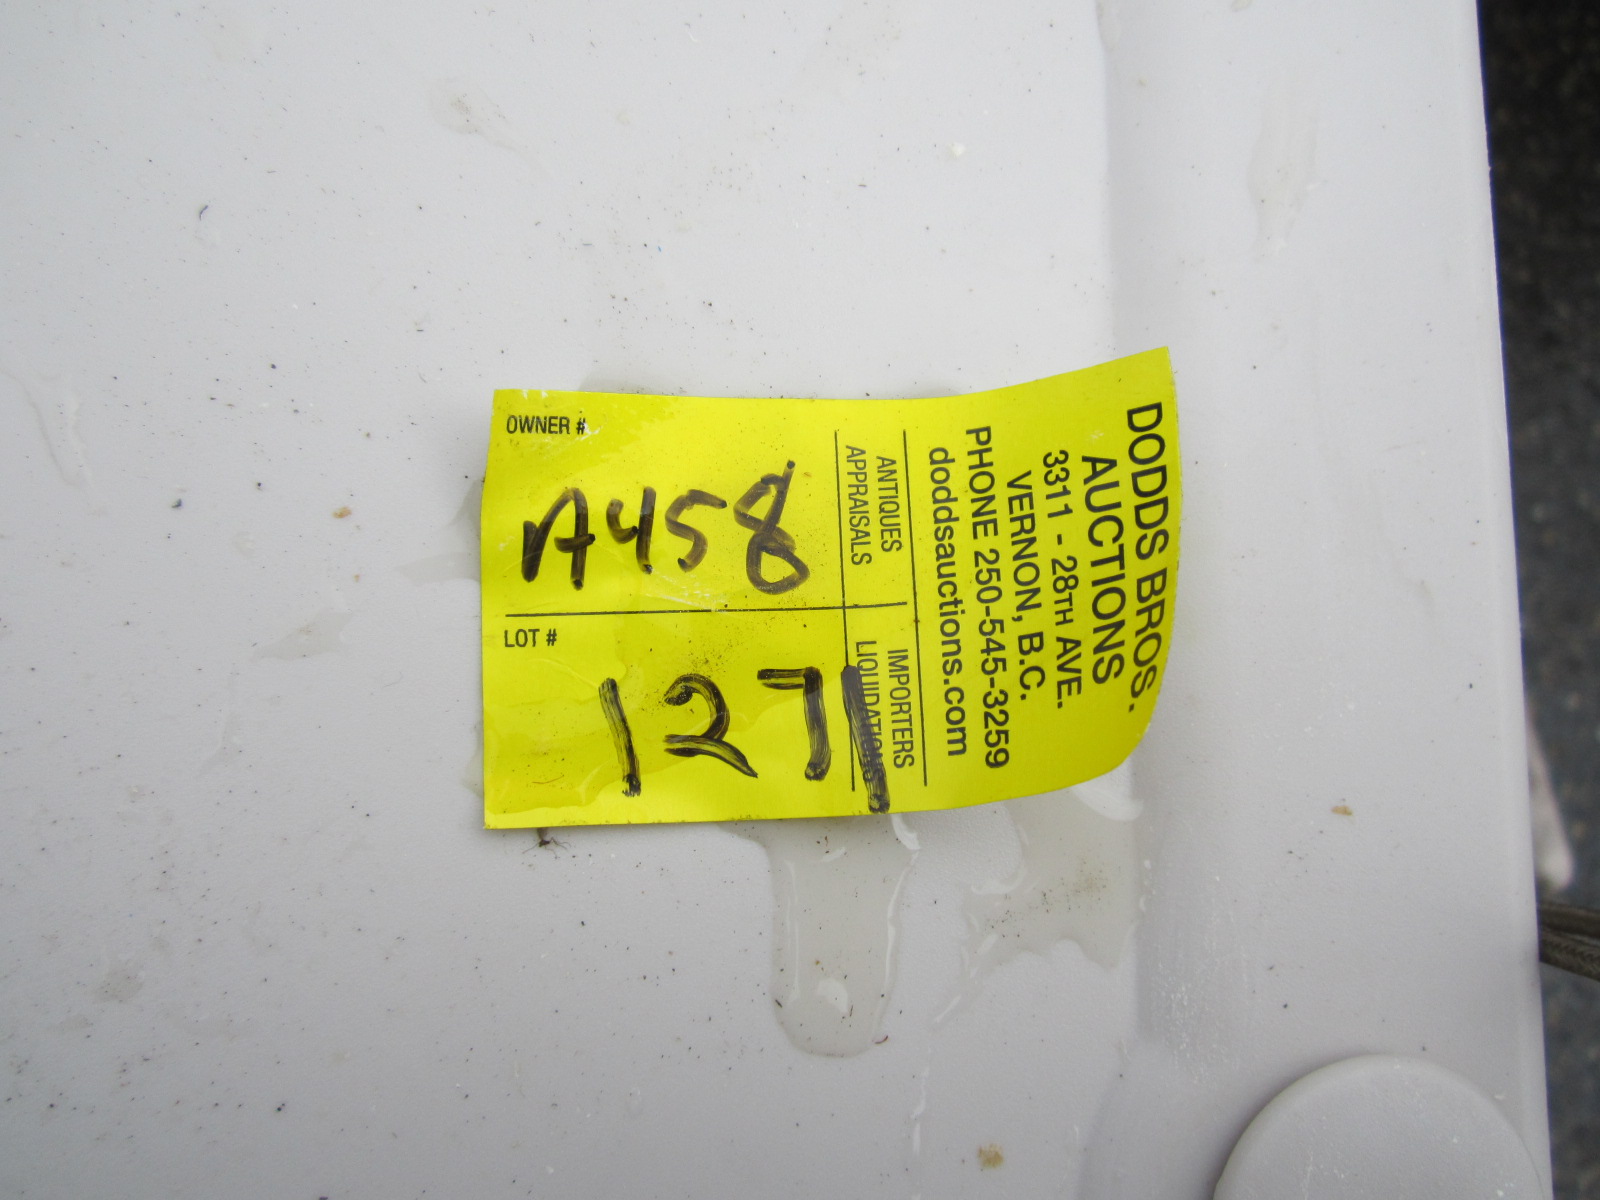 DODDS BROS.
AUCTIONS
3311 - 28TH AVE.
VERNON, B.C.
PHONE 250-545-3259
doddsauctions.com
ANTIQUES
APPRAISALS
IMPORTERS
LIQUIDATIONS
OWNER #
A458
LOT #
1271